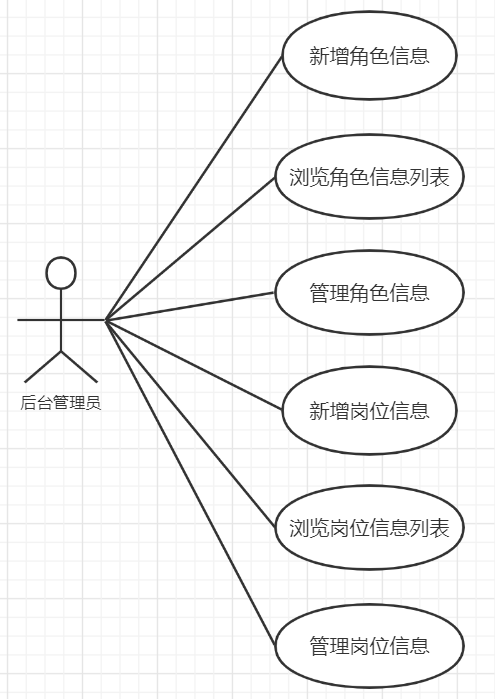 新增角色信息
浏览角色信息列表
管理角色信息
新增岗位信息
后台管理员
浏览岗位信息列表
管理岗位信息